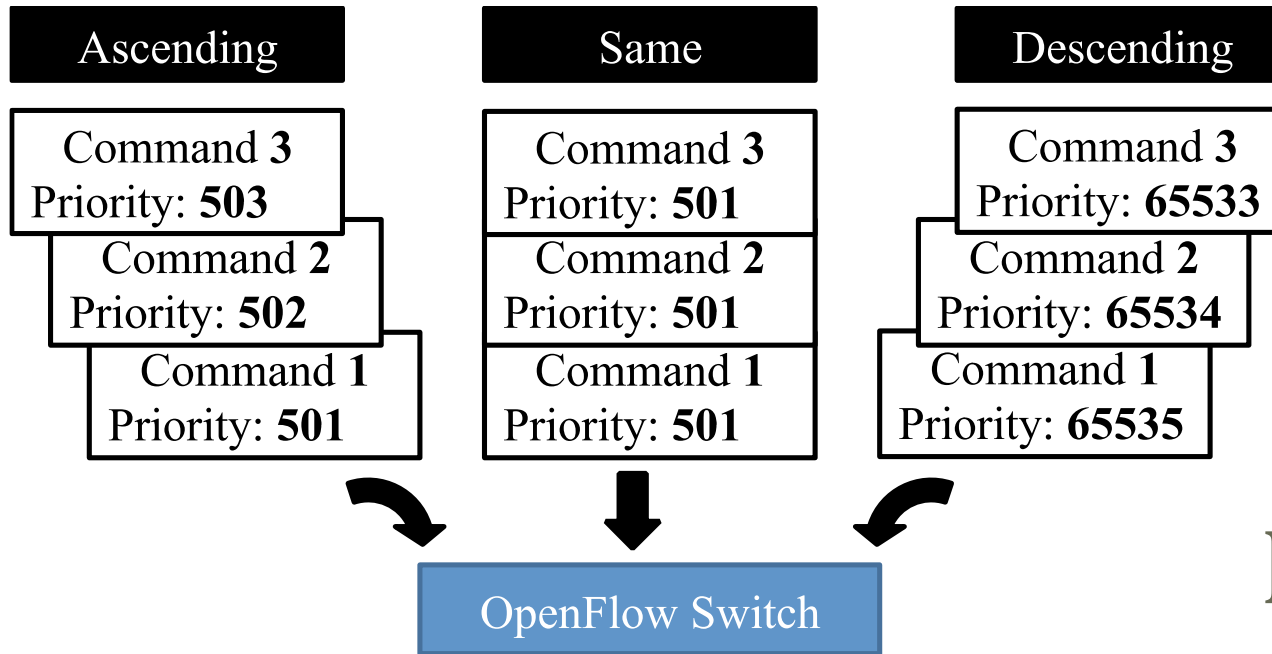 Ascending
Command 3
Priority: 503
Command 2
Priority: 502
Command 1
Priority: 501
Same
Command 3
Priority: 501
Command 2
Priority: 501
Command 1
Priority: 501
Descending
Command 3
Priority: 65533
Command 2
Priority: 65534
Command 1
Priority: 65535
OpenFlow Switch